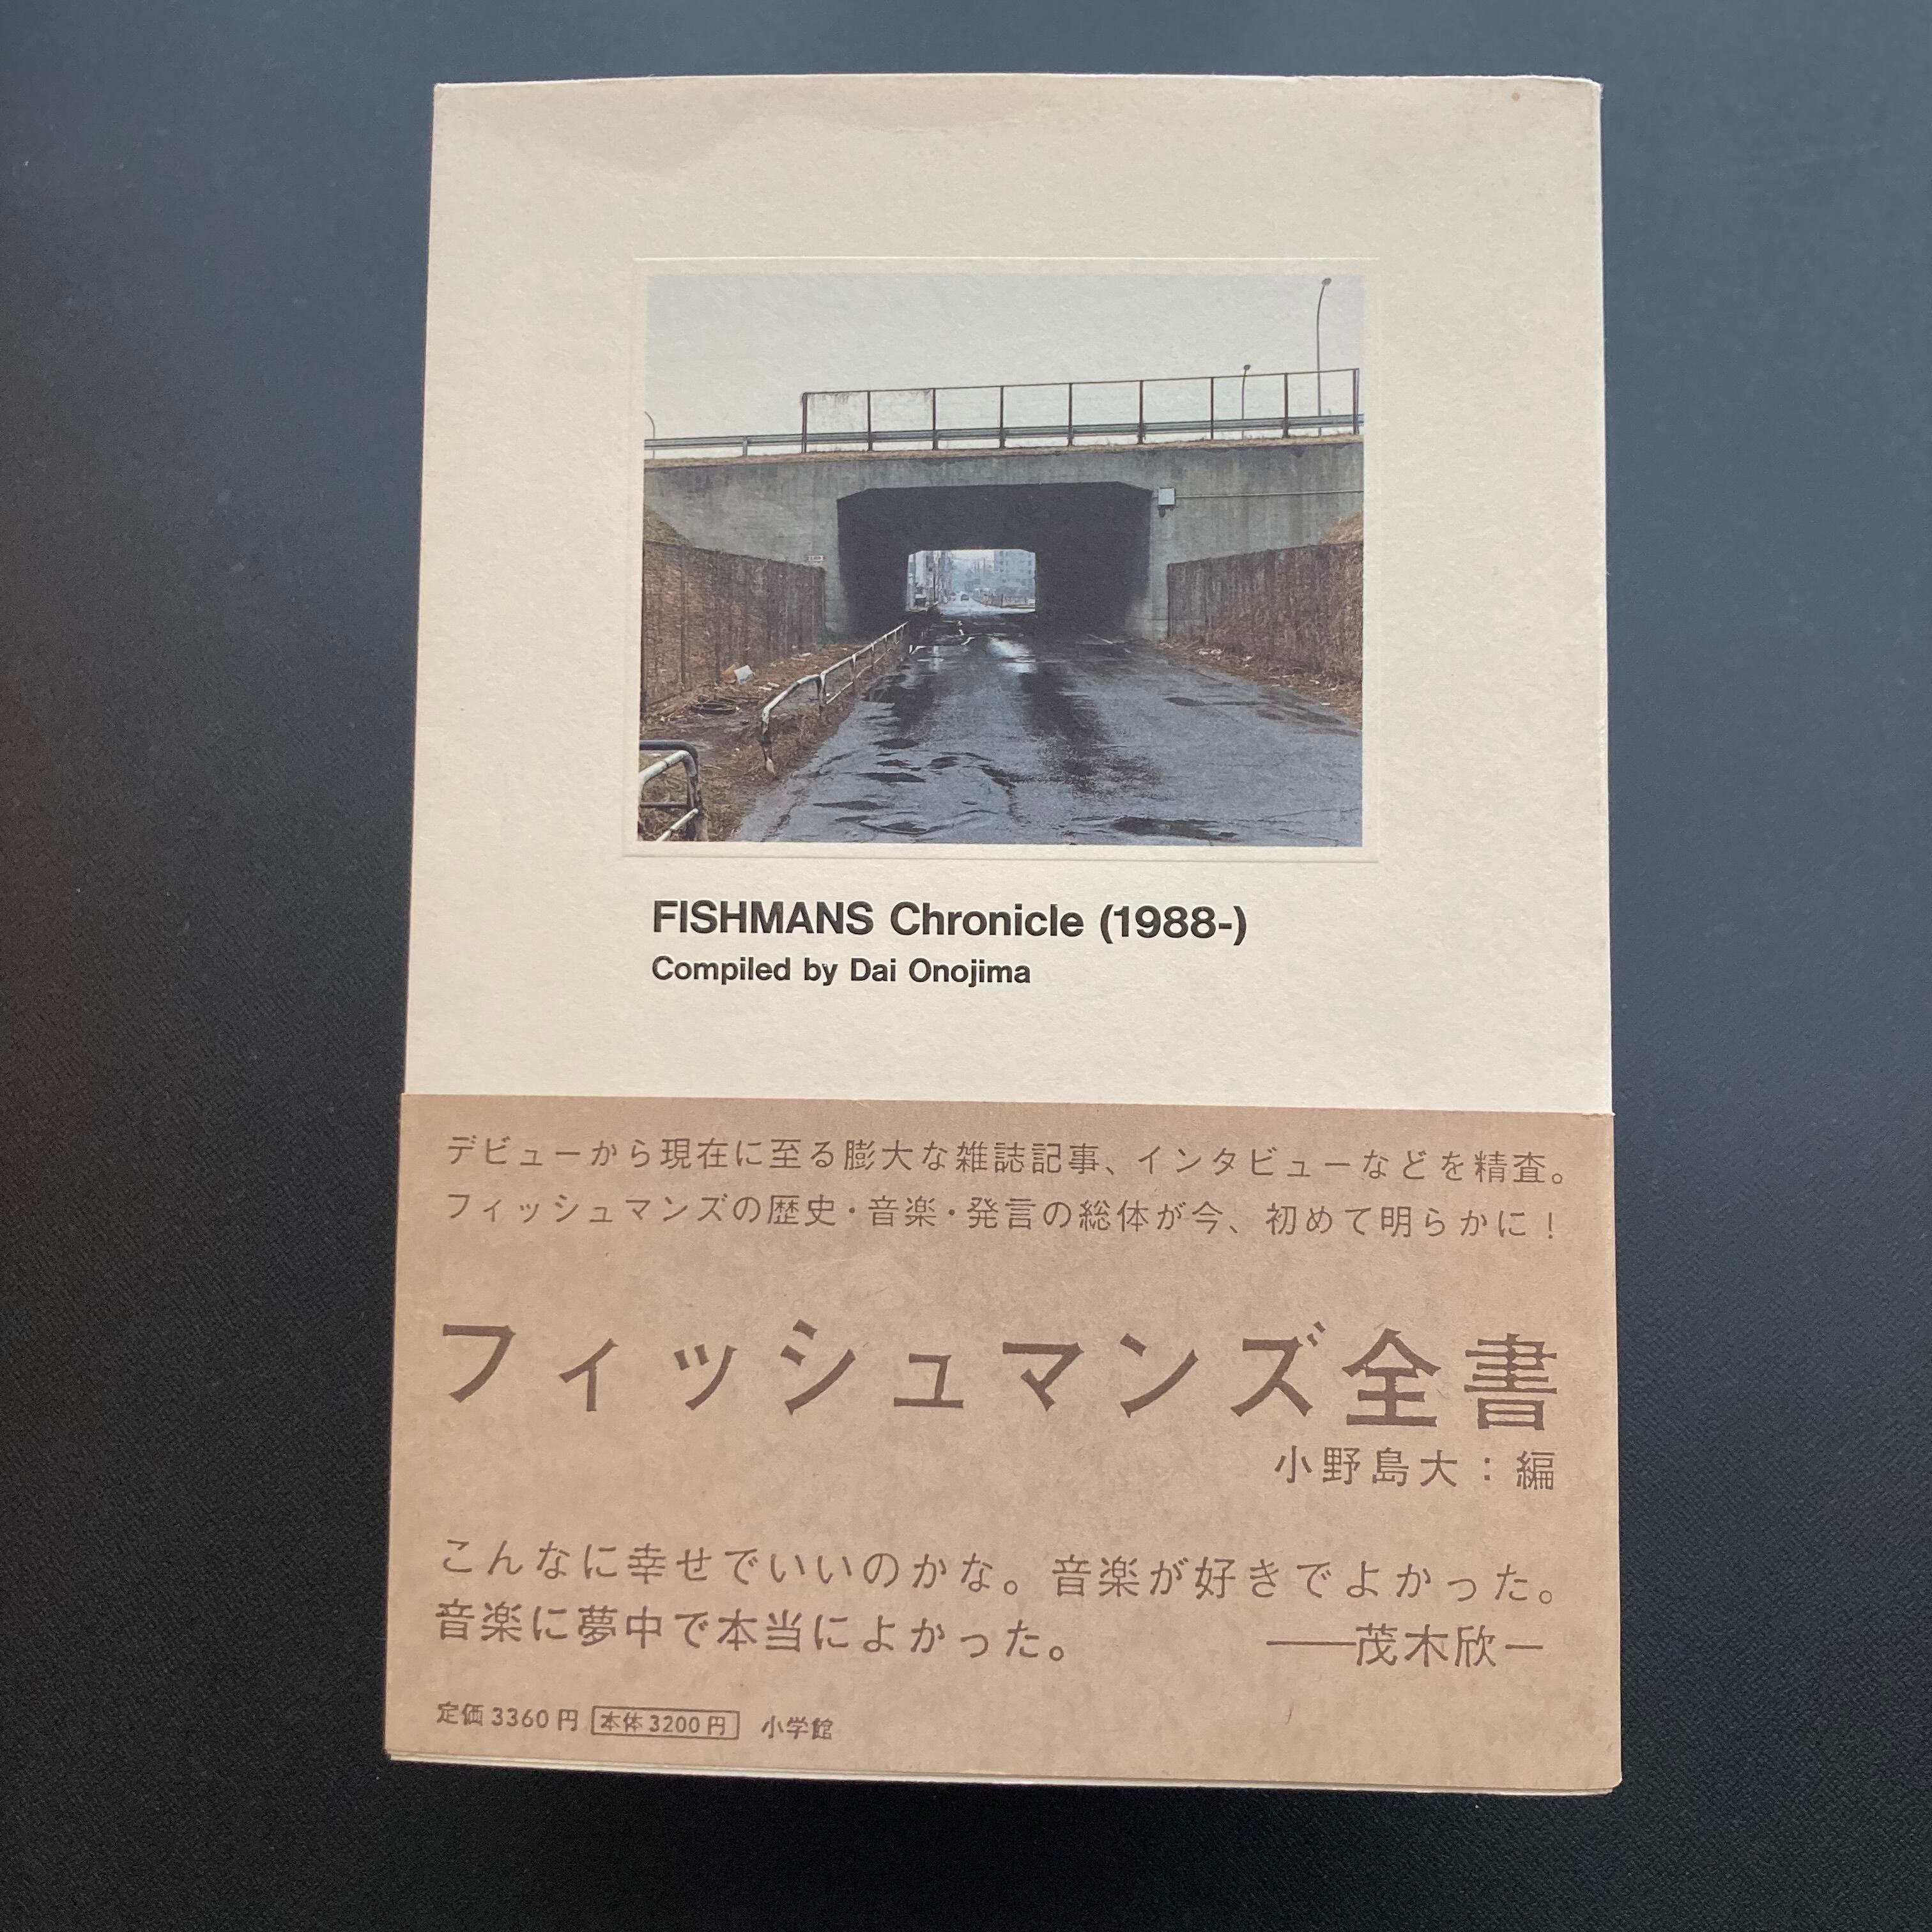 FISHMANS Chronicle (1988-)
Compiled by Dai Onojima
デビューから現在に至る膨大な雑誌記事、インタビューなどを精査。
フィッシュマンズの歴史・音楽・発言の総体が今、初めて明らかに！
フィッシュマンズ全書
小野島大：編
こんなに幸せでいいのかな。音楽が好きでよかった。
音楽に夢中で本当によかった。 ——茂木欣一
定価3360円 本体3200円 小学館